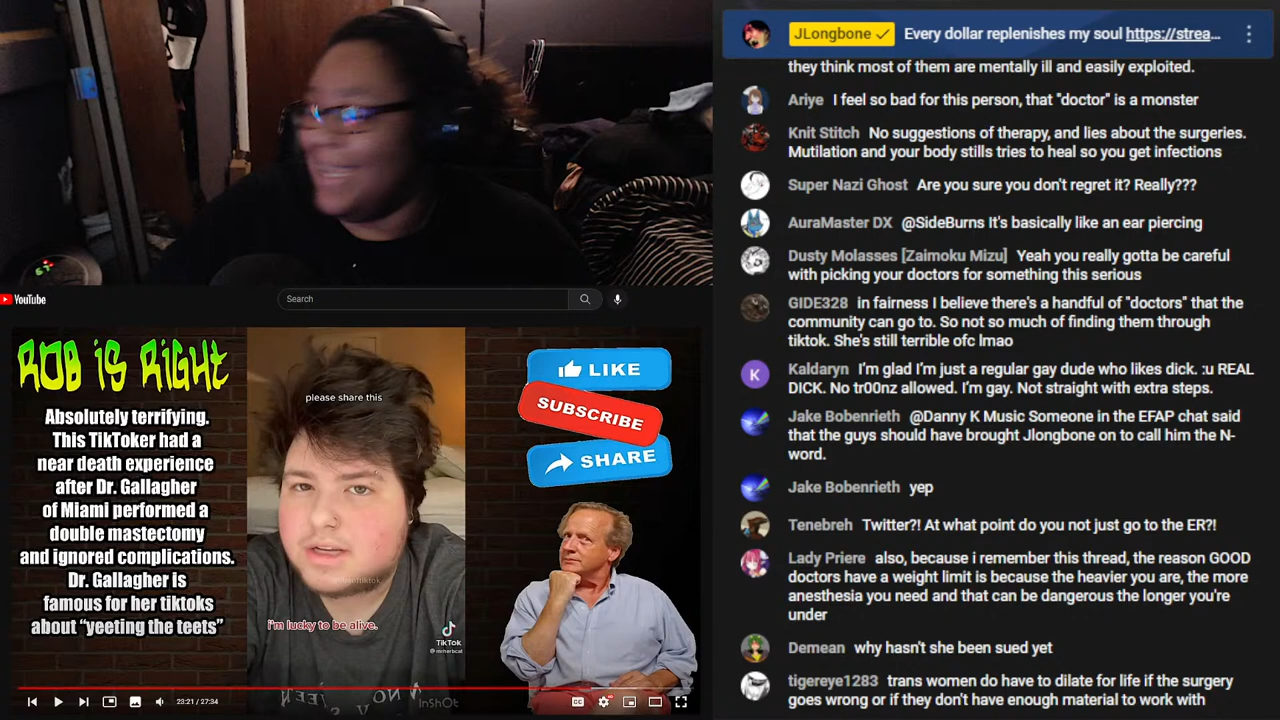 YouTube
Search
ROB iS RiGHT
Absolutely terrifying.
This TikToker had a
near death experience
after Dr. Gallagher
of Miami performed a
double mastectomy
and ignored complications.
Dr. Gallagher is
famous for her tiktoks
about “yeeting the teets”
please share this
i'm lucky to be alive.
TikTok
InShOt
LIKE
SUBSCRIBE
SHARE
23:21 / 27:34
CC
JLongbone Every dollar replenishes my soul https://strea...
they think most of them are mentally ill and easily exploited.
Ariye I feel so bad for this person, that "doctor" is a monster
Knit Stitch No suggestions of therapy, and lies about the surgeries.
Mutilation and your body stills tries to heal so you get infections
Super Nazi Ghost Are you sure you don't regret it? Really???
AuraMaster DX @SideBurns It's basically like an ear piercing
Dusty Molasses [Zaimoku Mizu] Yeah you really gotta be careful
with picking your doctors for something this serious
GIDE328 in fairness I believe there's a handful of "doctors" that the
community can go to. So not so much of finding them through
tiktok. She's still terrible ofc lmao
K
Kaldaryn I'm glad I'm just a regular gay dude who likes dick. :u REAL
DICK. No tr00nz allowed. I'm gay. Not straight with extra steps.
Jake Bobenrieth @Danny K Music Someone in the EFAP chat said
that the guys should have brought Jlongbone on to call him the N-
word.
Jake Bobenrieth yep
Tenebreh Twitter?! At what point do you not just go to the ER?!
Lady Priere also, because i remember this thread, the reason GOOD
doctors have a weight limit is because the heavier you are, the more
anesthesia you need and that can be dangerous the longer you're
under
Demean why hasn't she been sued yet
tigereye1283 trans women do have to dilate for life if the surgery
goes wrong or if they don't have enough material to work with